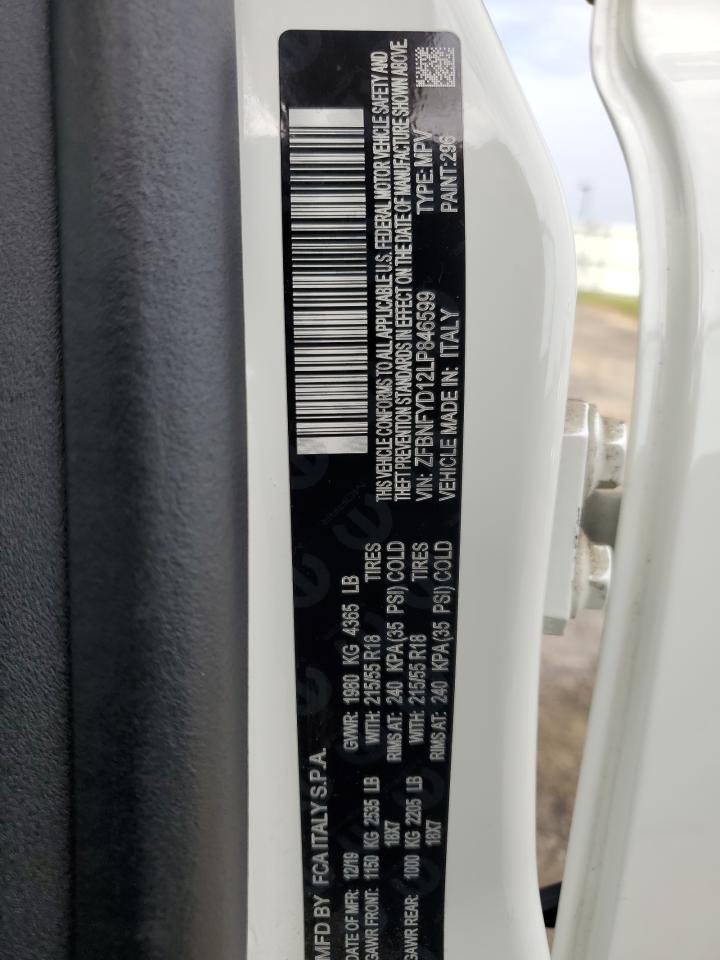 MFD BY FCA ITALY S.P.A.
DATE OF MFR: 12/19 GVWR: 1980 KG 4365 LB
GAWR FRONT: 1150 KG 2535 LB WITH: 215/55 R18 TIRES
18X7 RIMS AT: 240 KPA (35 PSI) COLD
GAWR REAR: 1000 KG 2205 LB WITH: 215/55 R18 TIRES
18X7 RIMS AT: 240 KPA (35 PSI) COLD
THIS VEHICLE CONFORMS TO ALL APPLICABLE U.S. FEDERAL MOTOR VEHICLE SAFETY AND
THEFT PREVENTION STANDARDS IN EFFECT ON THE DATE OF MANUFACTURE SHOWN ABOVE.
VIN: ZFBNFYD12LP846599 TYPE: MPV
VEHICLE MADE IN: ITALY PAINT: 296